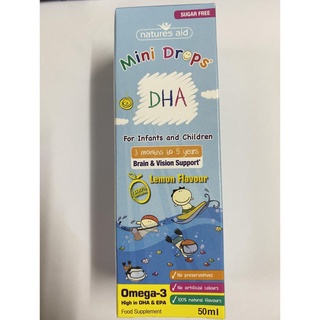 SUGAR FREE
natures aid
Mini Drops
DHA
For Infants and Children
3 months to 5 years
Brain & Vision Support*
Lemon Flavour
No preservatives
No artificial colours
100% natural flavours
Omega-3
High in DHA & EPA
Food Supplement
50ml